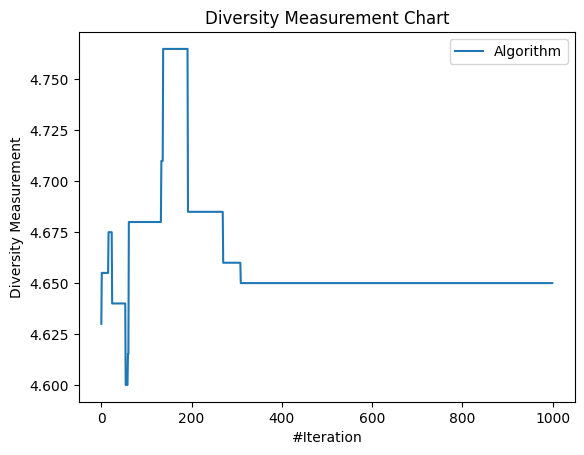 Diversity Measurement Chart
Algorithm
4.750
4.725
4.700
4.675
4.650
4.625
4.600
Diversity Measurement
0 200 400 600 800 1000
#Iteration